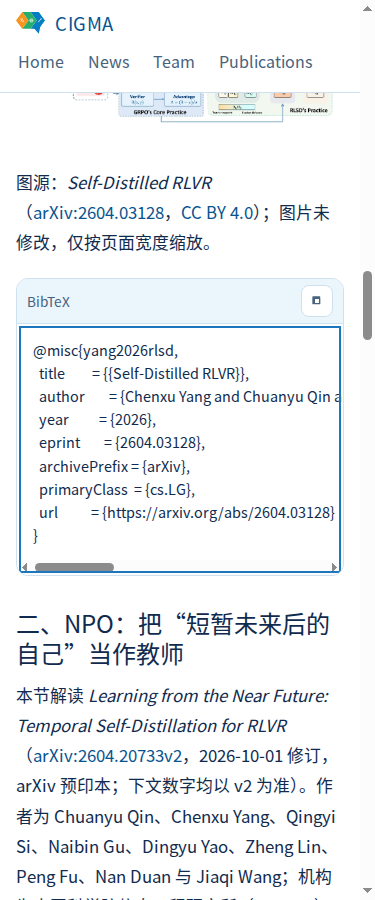 CIGMA
Home News Team Publications
GRPO's Core Practice
RLSD's Practice
图源：Self-Distilled RLVR
（arXiv:2604.03128，CC BY 4.0）；图片未
修改，仅按页面宽度缩放。
BibTeX
@misc{yang2026rlsd,
title = {{Self-Distilled RLVR}},
author = {Chenxu Yang and Chuanyu Qin a
year = {2026},
eprint = {2604.03128},
archivePrefix = {arXiv},
primaryClass = {cs.LG},
url = {https://arxiv.org/abs/2604.03128}
}
二、NPO：把“短暂未来后的
自己”当作教师
本节解读 Learning from the Near Future:
Temporal Self-Distillation for RLVR
（arXiv:2604.20733v2，2026-10-01 修订，
arXiv 预印本；下文数字均以 v2 为准）。作
者为 Chuanyu Qin、Chenxu Yang、Qingyi
Si、Naibin Gu、Dingyu Yao、Zheng Lin、
Peng Fu、Nan Duan 与 Jiaqi Wang；机构